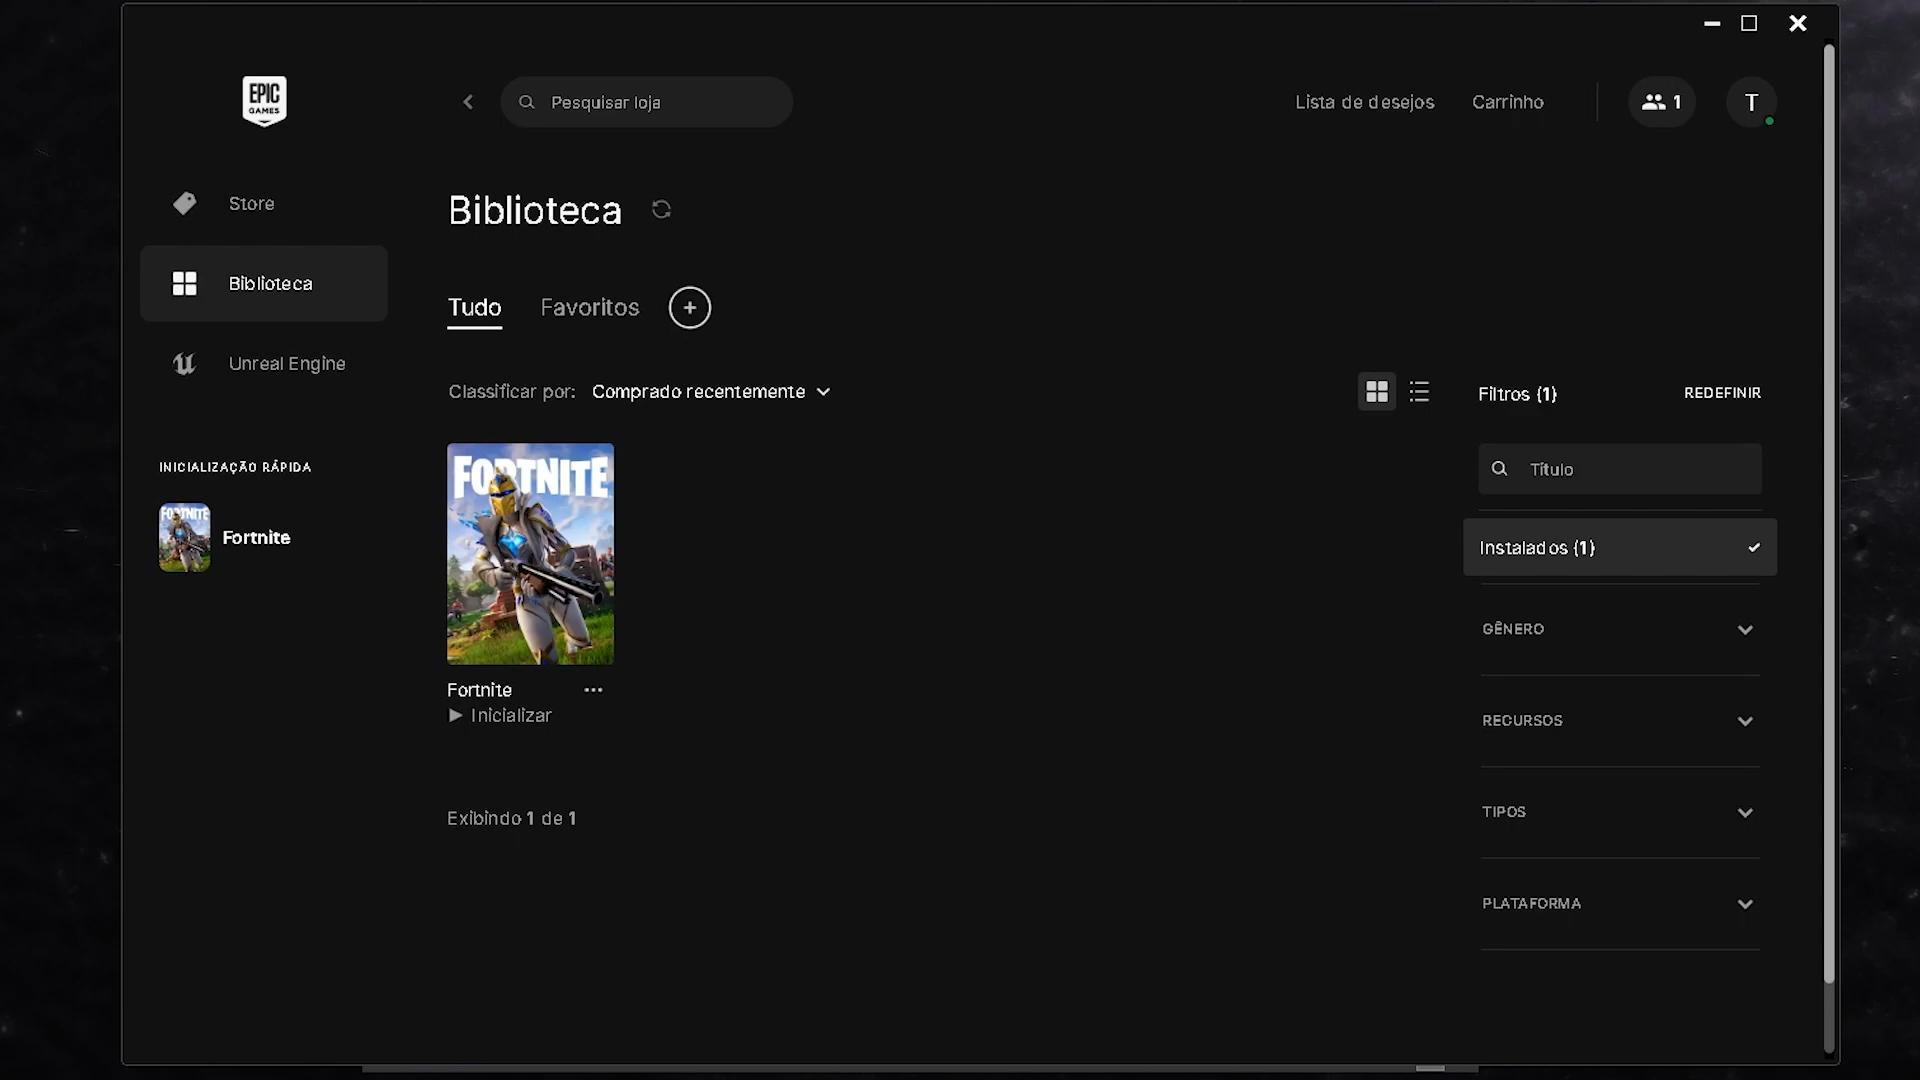 EPIC
GAMES
Pesquisar loja
Lista de desejos
Carrinho
1
T
Store
Biblioteca
Unreal Engine
INICIALIZAÇÃO RÁPIDA
FORTNITE
Fortnite
Biblioteca
Tudo
Favoritos
+
Classificar por: Comprado recentemente
FORTNITE
Fortnite
Inicializar
Exibindo 1 de 1
Filtros (1)
REDEFINIR
Título
Instalados (1)
GÊNERO
RECURSOS
TIPOS
PLATAFORMA